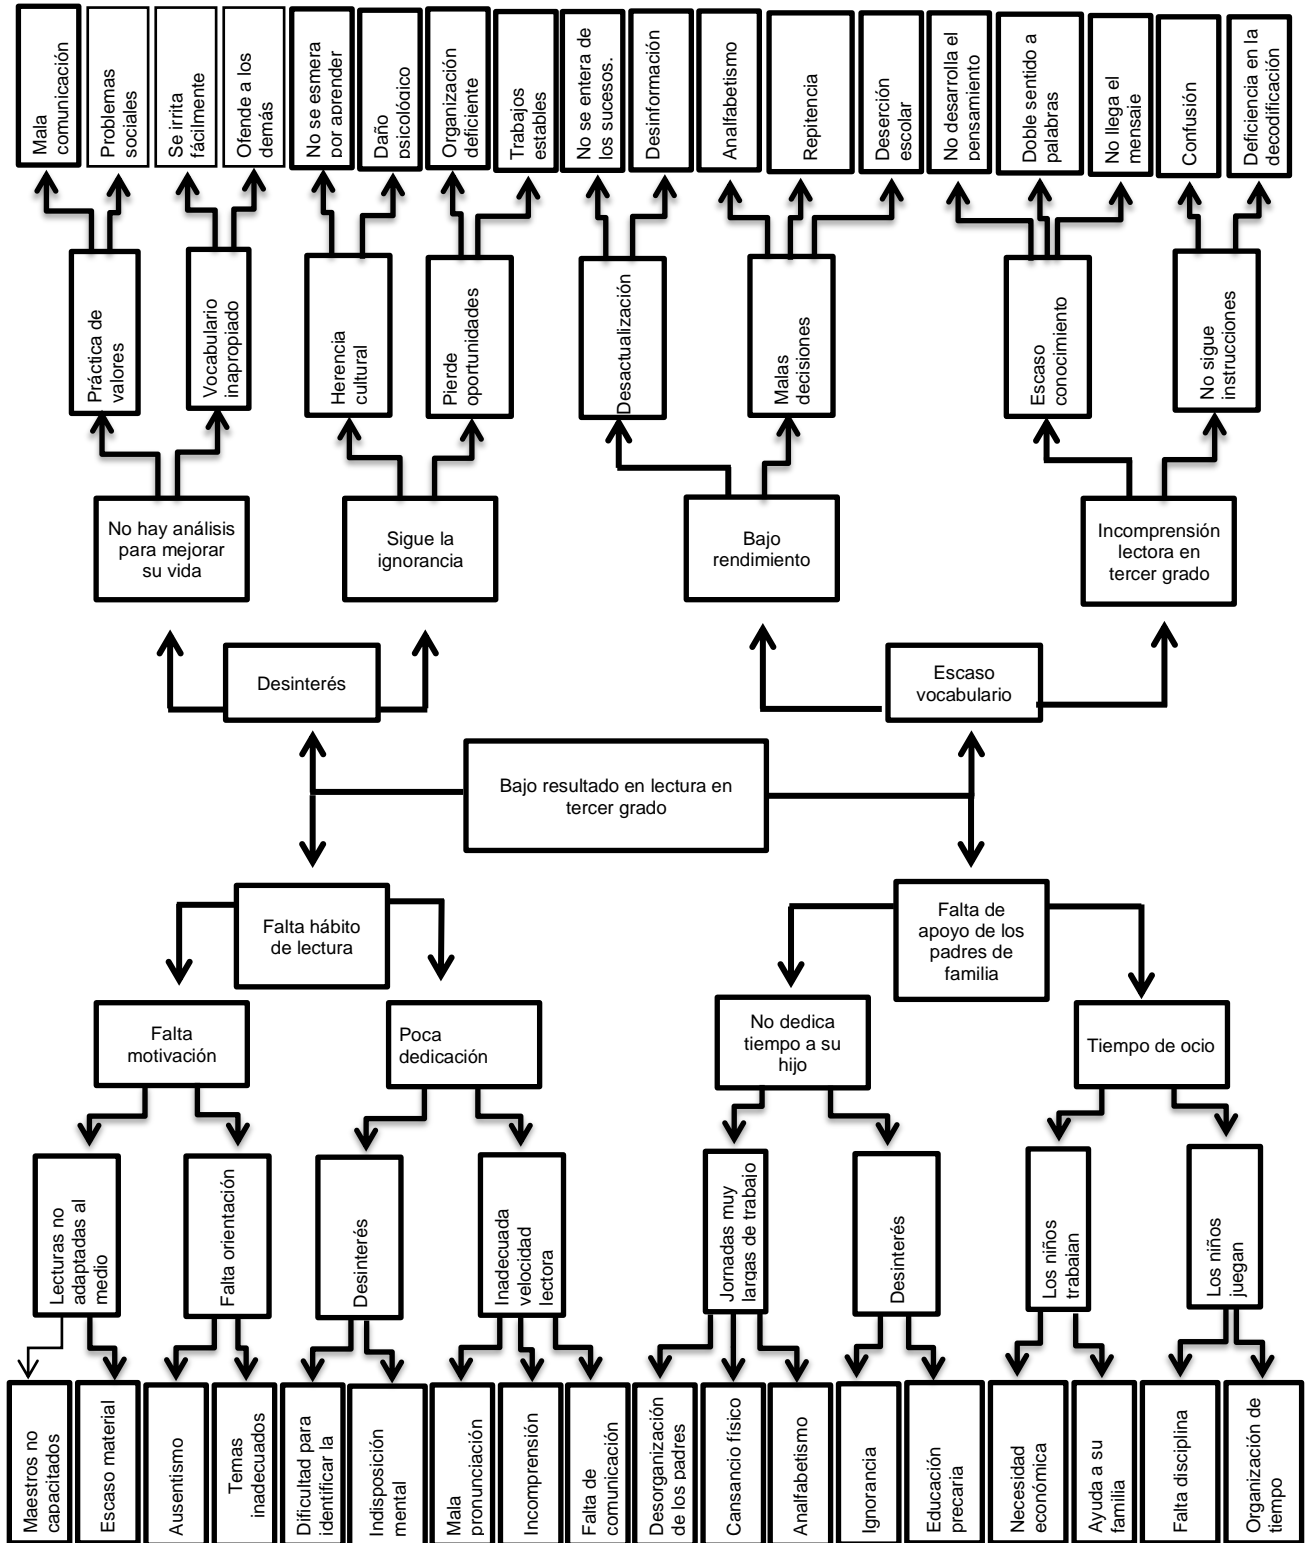 Mala
comunicación
Problemas
sociales
Se irrita
fácilmente
Ofende a los
demás
No se esmera
por aprender
Daño
psicológico
Organización
deficiente
Trabajos
estables
No se entera de
los sucesos.
Desinformación
Analfabetismo
Repitencia
Deserción
escolar
No desarrolla el
pensamiento
Doble sentido a
palabras
No llega el
mensaje
Confusión
Deficiencia en la
decodificación
Práctica de
valores
Vocabulario
inapropiado
Herencia
cultural
Pierde
oportunidades
Desactualización
Malas
decisiones
Escaso
conocimiento
No sigue
instrucciones
No hay análisis
para mejorar
su vida
Sigue la
ignorancia
Bajo
rendimiento
Incomprensión
lectora en
tercer grado
Desinterés
Escaso
vocabulario
Bajo resultado en lectura en
tercer grado
Falta hábito
de lectura
Falta de
apoyo de los
padres de
familia
Falta
motivación
Poca
dedicación
No dedica
tiempo a su
hijo
Tiempo de ocio
Lecturas no
adaptadas al
medio
Falta orientación
Desinterés
Inadecuada
velocidad
lectora
Jornadas muy
largas de trabajo
Desinterés
Los niños
trabajan
Los niños
juegan
Maestros no
capacitados
Escaso material
Ausentismo
Temas
inadecuados
Dificultad para
identificar la
Indisposición
mental
Mala
pronunciación
Incomprensión
Falta de
comunicación
Desorganización
de los padres
Cansancio físico
Analfabetismo
Ignorancia
Educación
precaria
Necesidad
económica
Ayuda a su
familia
Falta disciplina
Organización de
tiempo